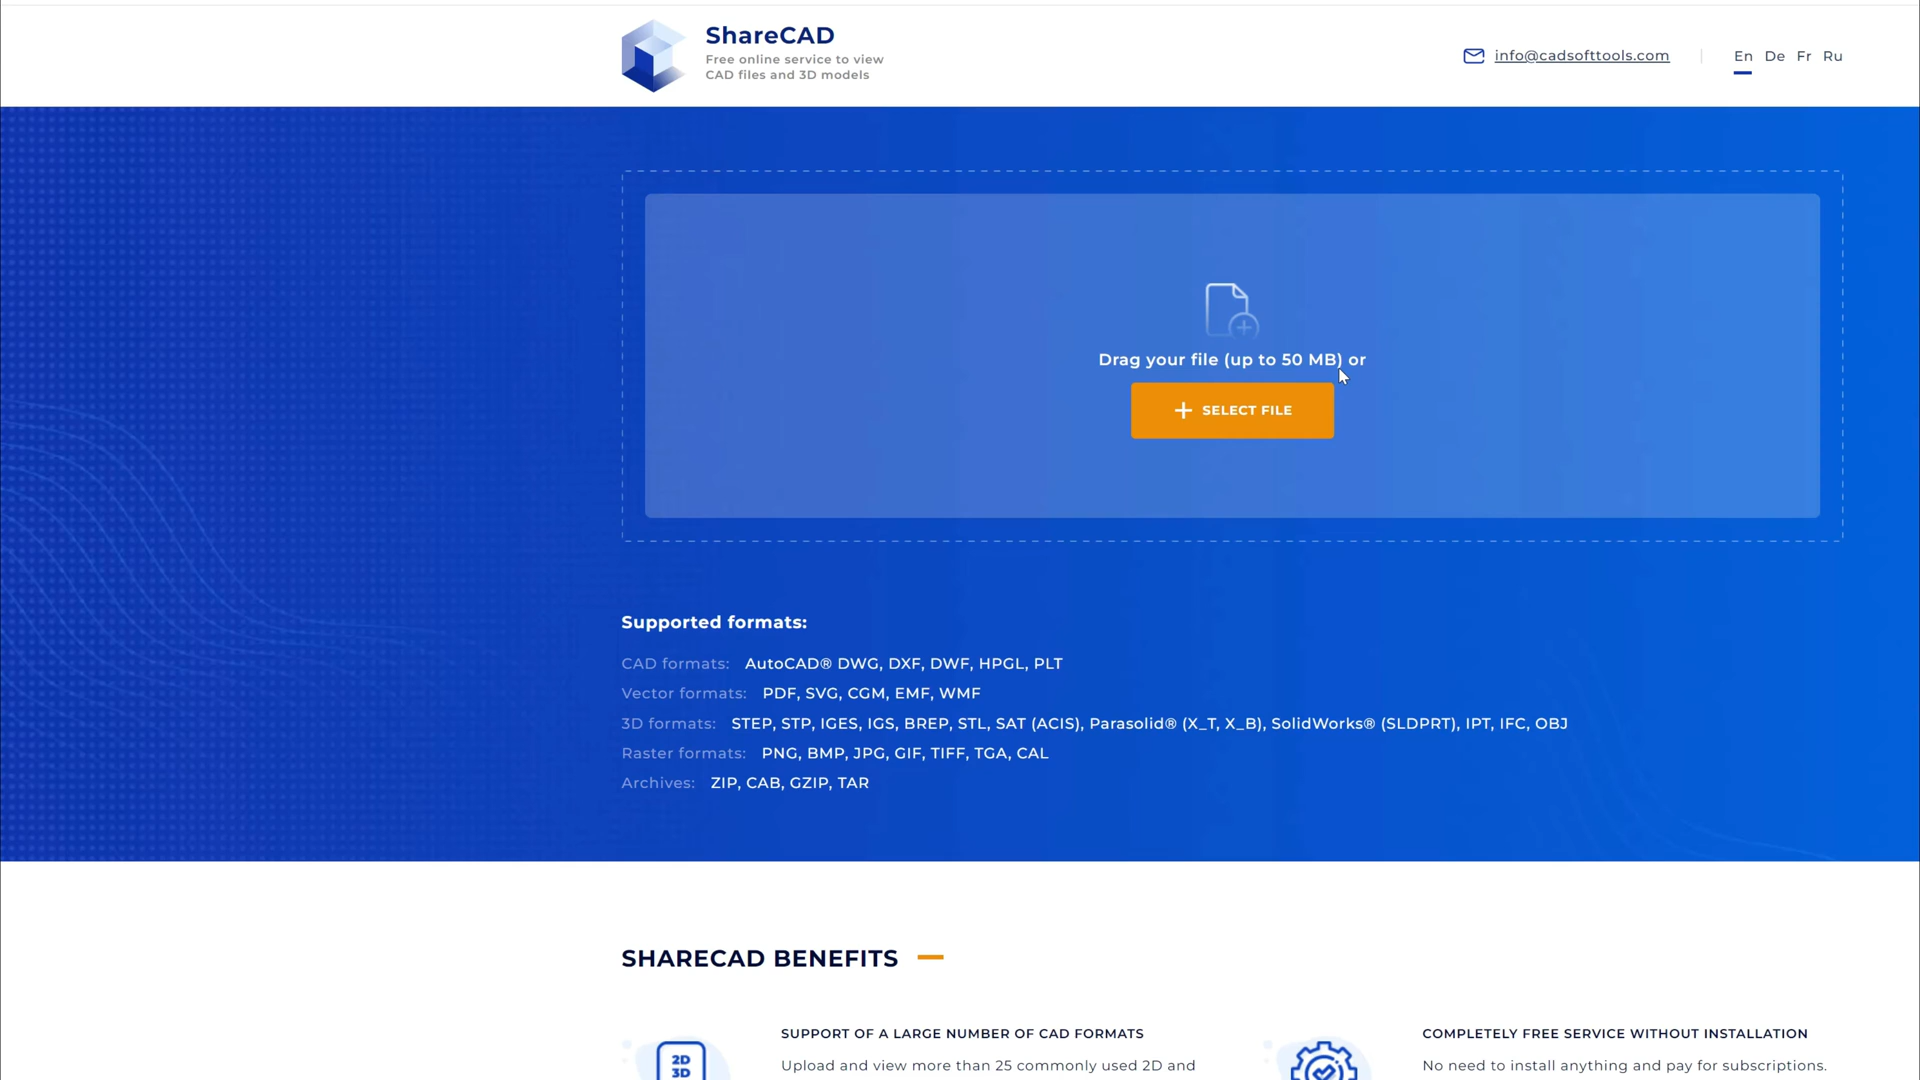 ShareCAD
Free online service to view
CAD files and 3D models
info@cadsofttools.com
En De Fr Ru
Drag your file (up to 50 MB) or
SELECT FILE
Supported formats:
CAD formats: AutoCAD® DWG, DXF, DWF, HPGL, PLT
Vector formats: PDF, SVG, CGM, EMF, WMF
3D formats: STEP, STP, IGES, IGS, BREP, STL, SAT (ACIS), Parasolid® (X_T, X_B), SolidWorks® (SLDPRT), IPT, IFC, OBJ
Raster formats: PNG, BMP, JPG, GIF, TIFF, TGA, CAL
Archives: ZIP, CAB, GZIP, TAR
SHARECAD BENEFITS
2D
3D
SUPPORT OF A LARGE NUMBER OF CAD FORMATS
Upload and view more than 25 commonly used 2D and
COMPLETELY FREE SERVICE WITHOUT INSTALLATION
No need to install anything and pay for subscriptions.